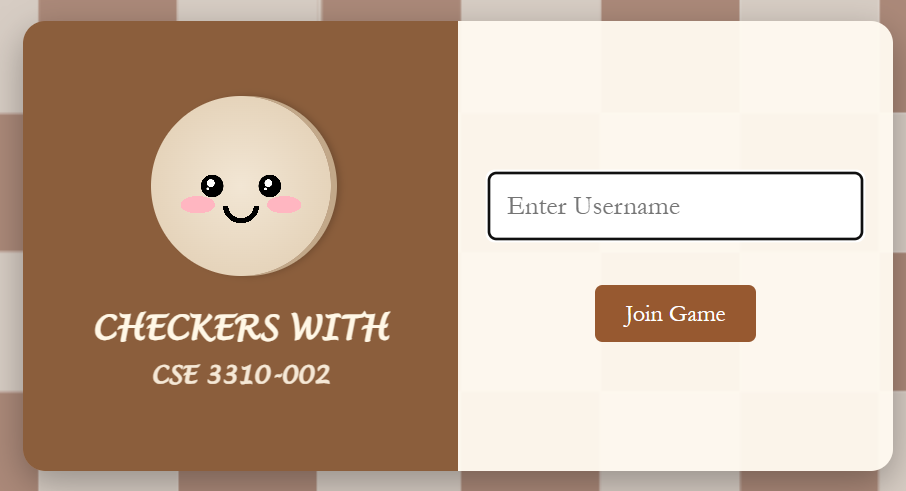 CHECKERS WITH
CSE 3310-002
Enter Username
Join Game